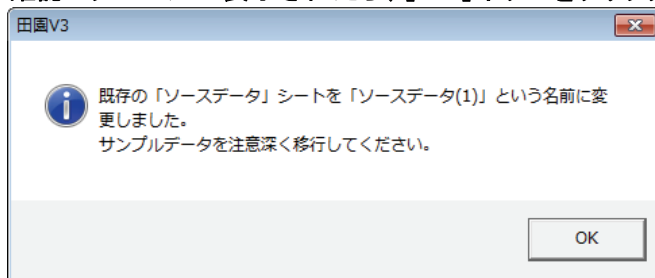 田園V3
既存の「ソースデータ」シートを「ソースデータ(1)」という名前に変
更しました。
サンプルデータを注意深く移行してください。
OK